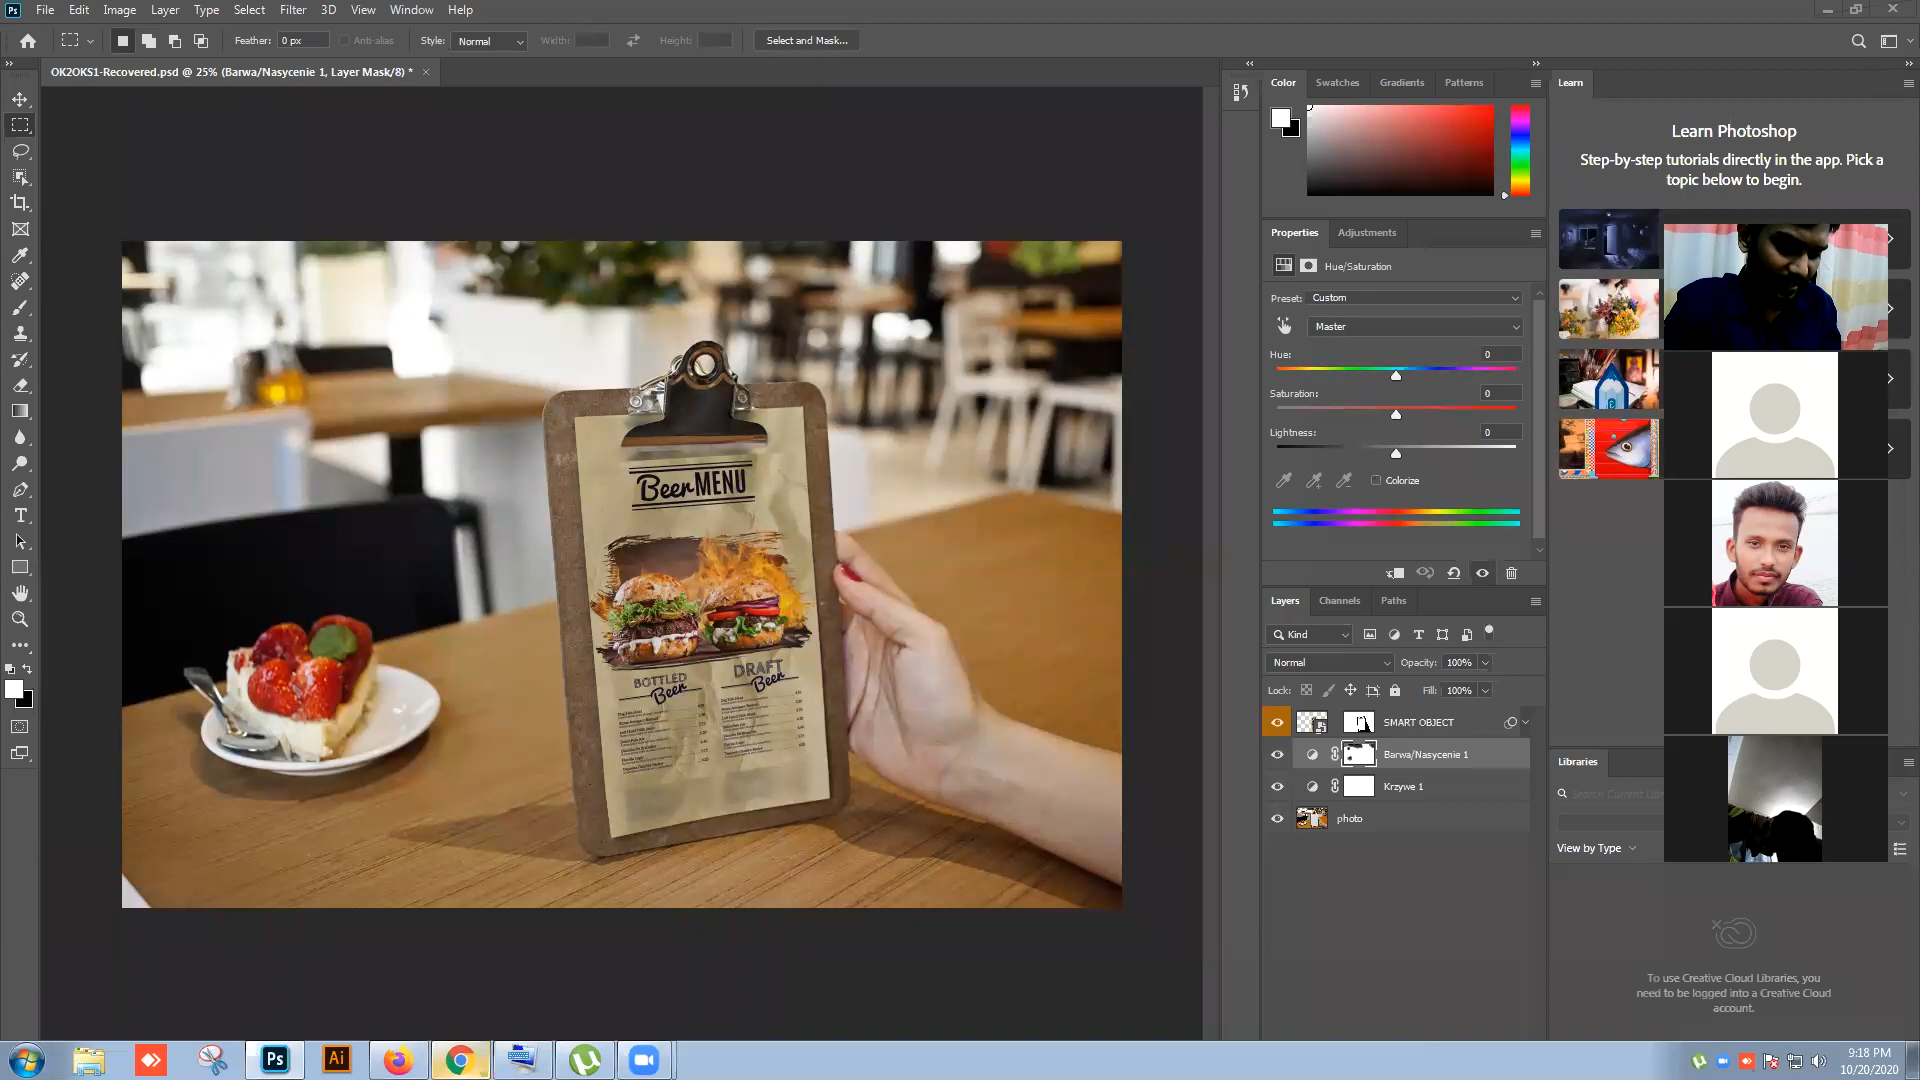 Ps File Edit Image Layer Type Select Filter 3D View Window Help
Feather: 0 px Anti-alias Style: Normal Width: Height: Select and Mask...
OK2OKS1-Recovered.psd @ 25% (Barwa/Nasycenie 1, Layer Mask/8) *
Color Swatches Gradients Patterns
Learn
Learn Photoshop
Step-by-step tutorials directly in the app. Pick a
topic below to begin.
Properties Adjustments
Hue/Saturation
Preset: Custom
Master
Hue: 0
Saturation: 0
Lightness: 0
Colorize
Layers Channels Paths
Kind
Normal Opacity: 100%
Lock: Fill: 100%
SMART OBJECT
Barwa/Nasycenie 1
Krzywe 1
photo
Libraries
Search Current Libr
View by Type
To use Creative Cloud Libraries, you
need to be logged into a Creative Cloud
account.
Beer MENU
BOTTLED
Beer
DRAFT
Beer
Ps
Ai
9:18 PM
10/20/2020